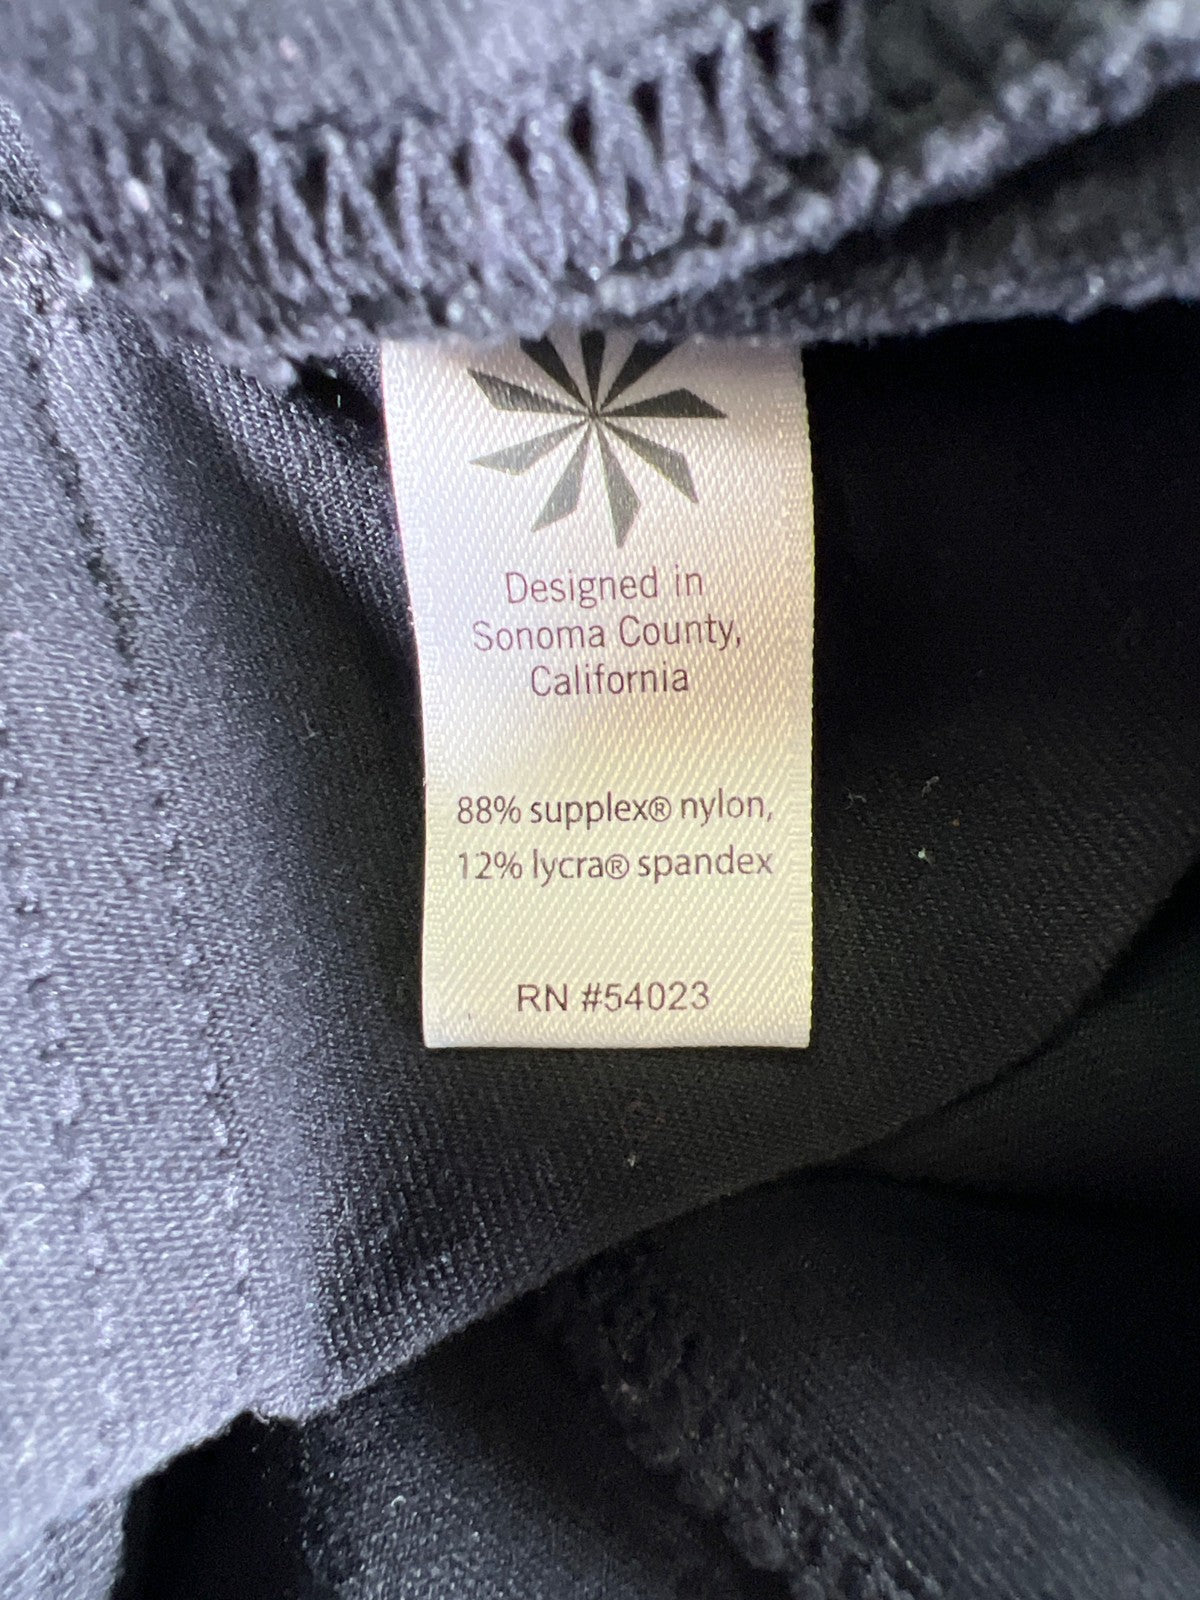 Designed in
Sonoma County,
California
88% supplex® nylon,
12% lycra® spandex
RN #54023